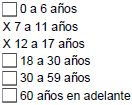 0 a 6 años
X 7 a 11 años
X 12 a 17 años
18 a 30 años
30 a 59 años
60 años en adelante